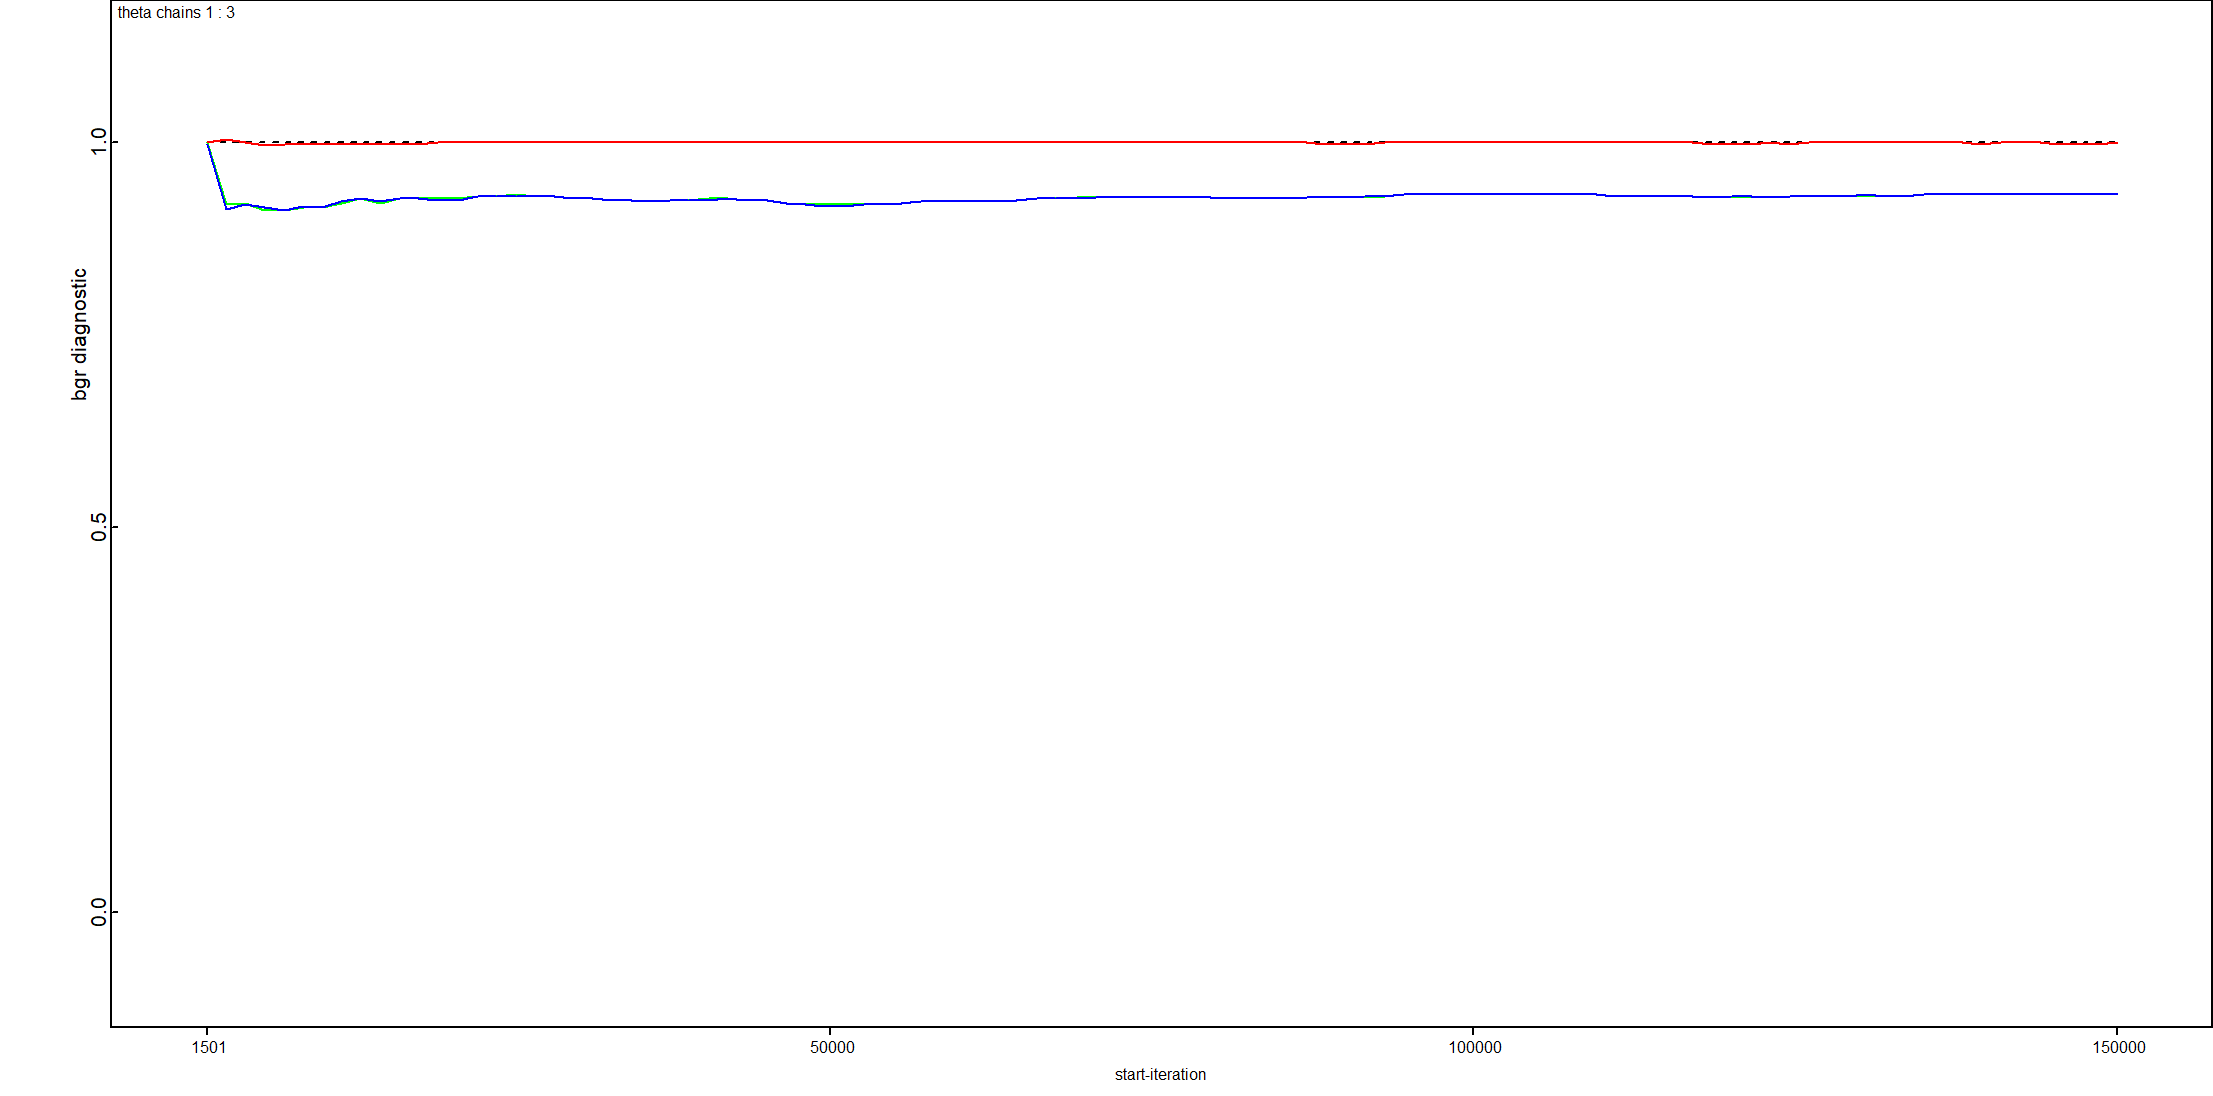 theta chains 1 : 3
1.0
bgr diagnostic
0.5
0.0
1501
50000
100000
150000
start-iteration